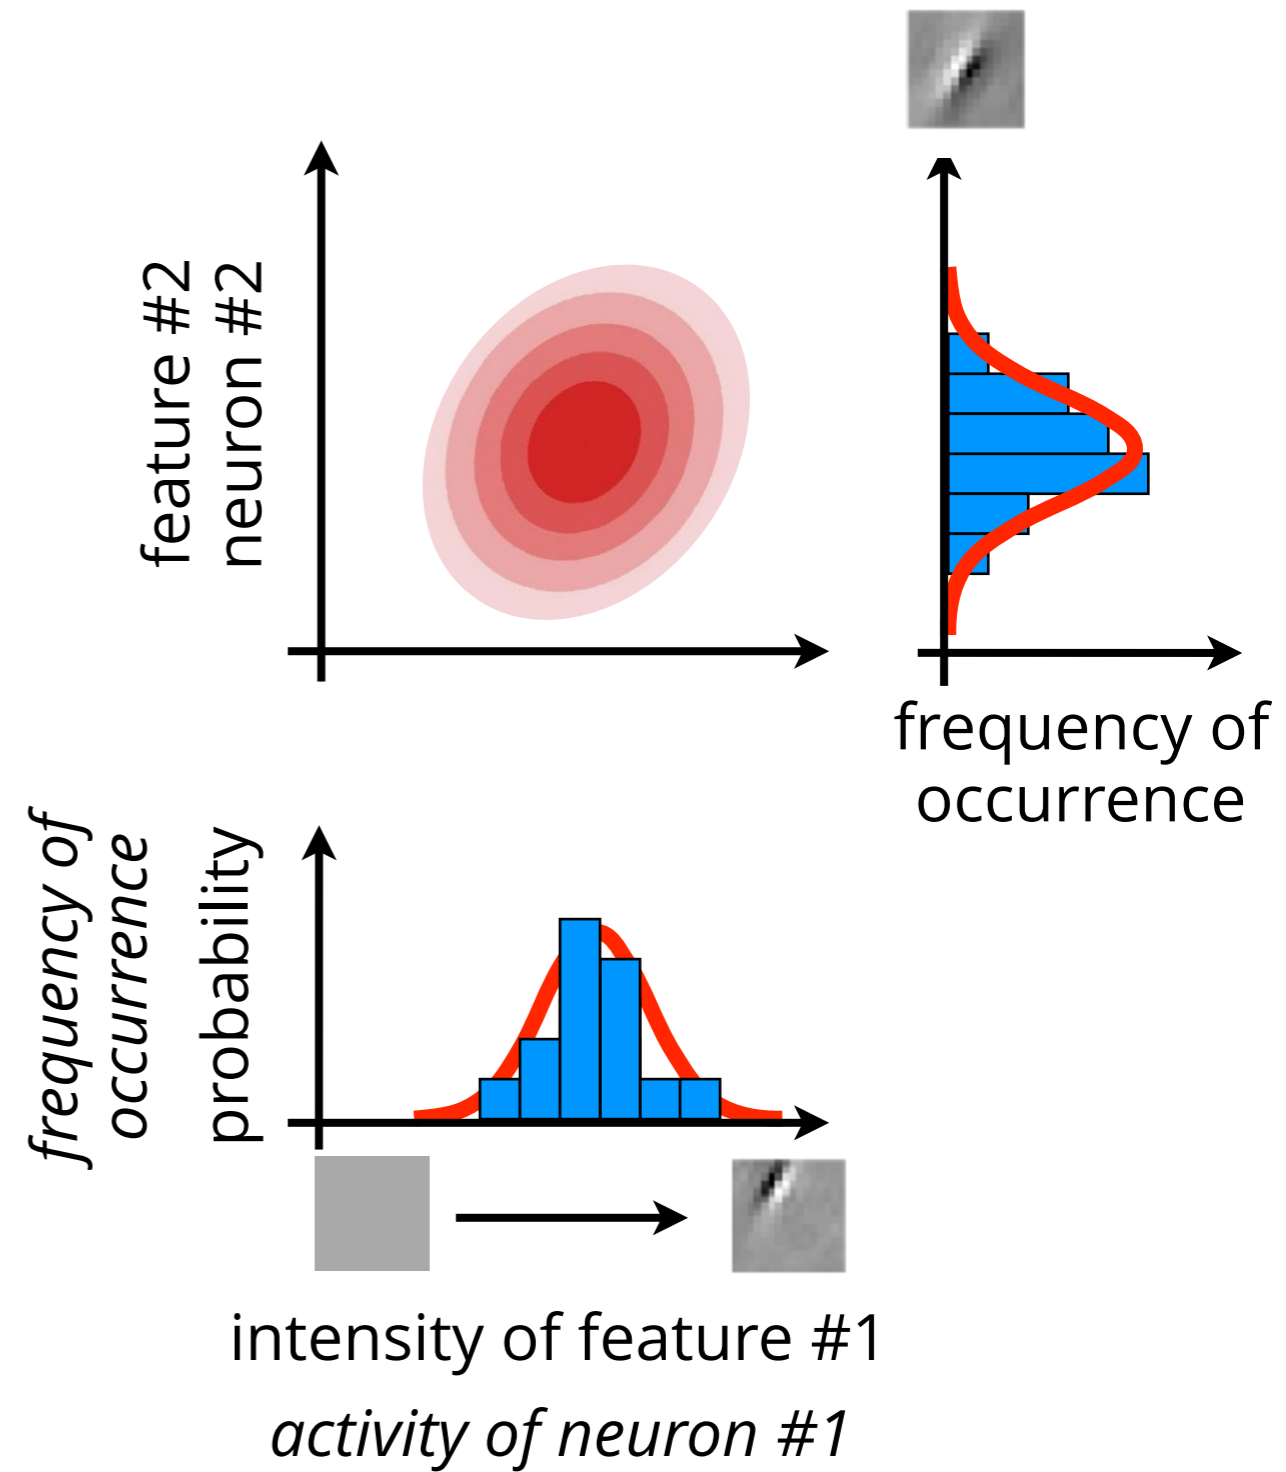 feature #2
neuron #2
frequency of
occurrence
frequency of
occurrence
probability
intensity of feature #1
activity of neuron #1